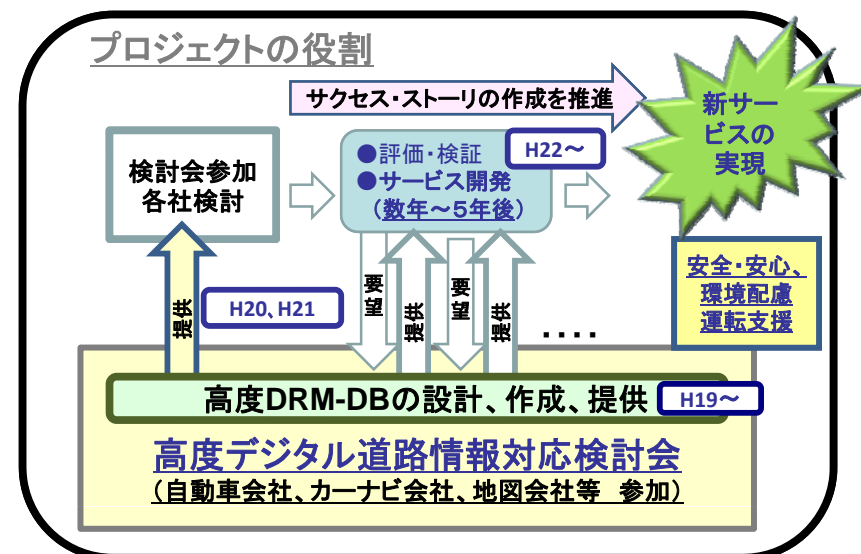 プロジェクトの役割
サクセス・ストーリの作成を推進
新サー
ビスの
実現
検討会参加
各社検討
●評価・検証
●サービス開発
（数年～５年後）
H22～
安全・安心、
環境配慮
運転支援
提供
H20、H21
要望
提供
要望
提供
････
高度DRM-DBの設計、作成、提供
H19～
高度デジタル道路情報対応検討会
（自動車会社、カーナビ会社、地図会社等　参加）